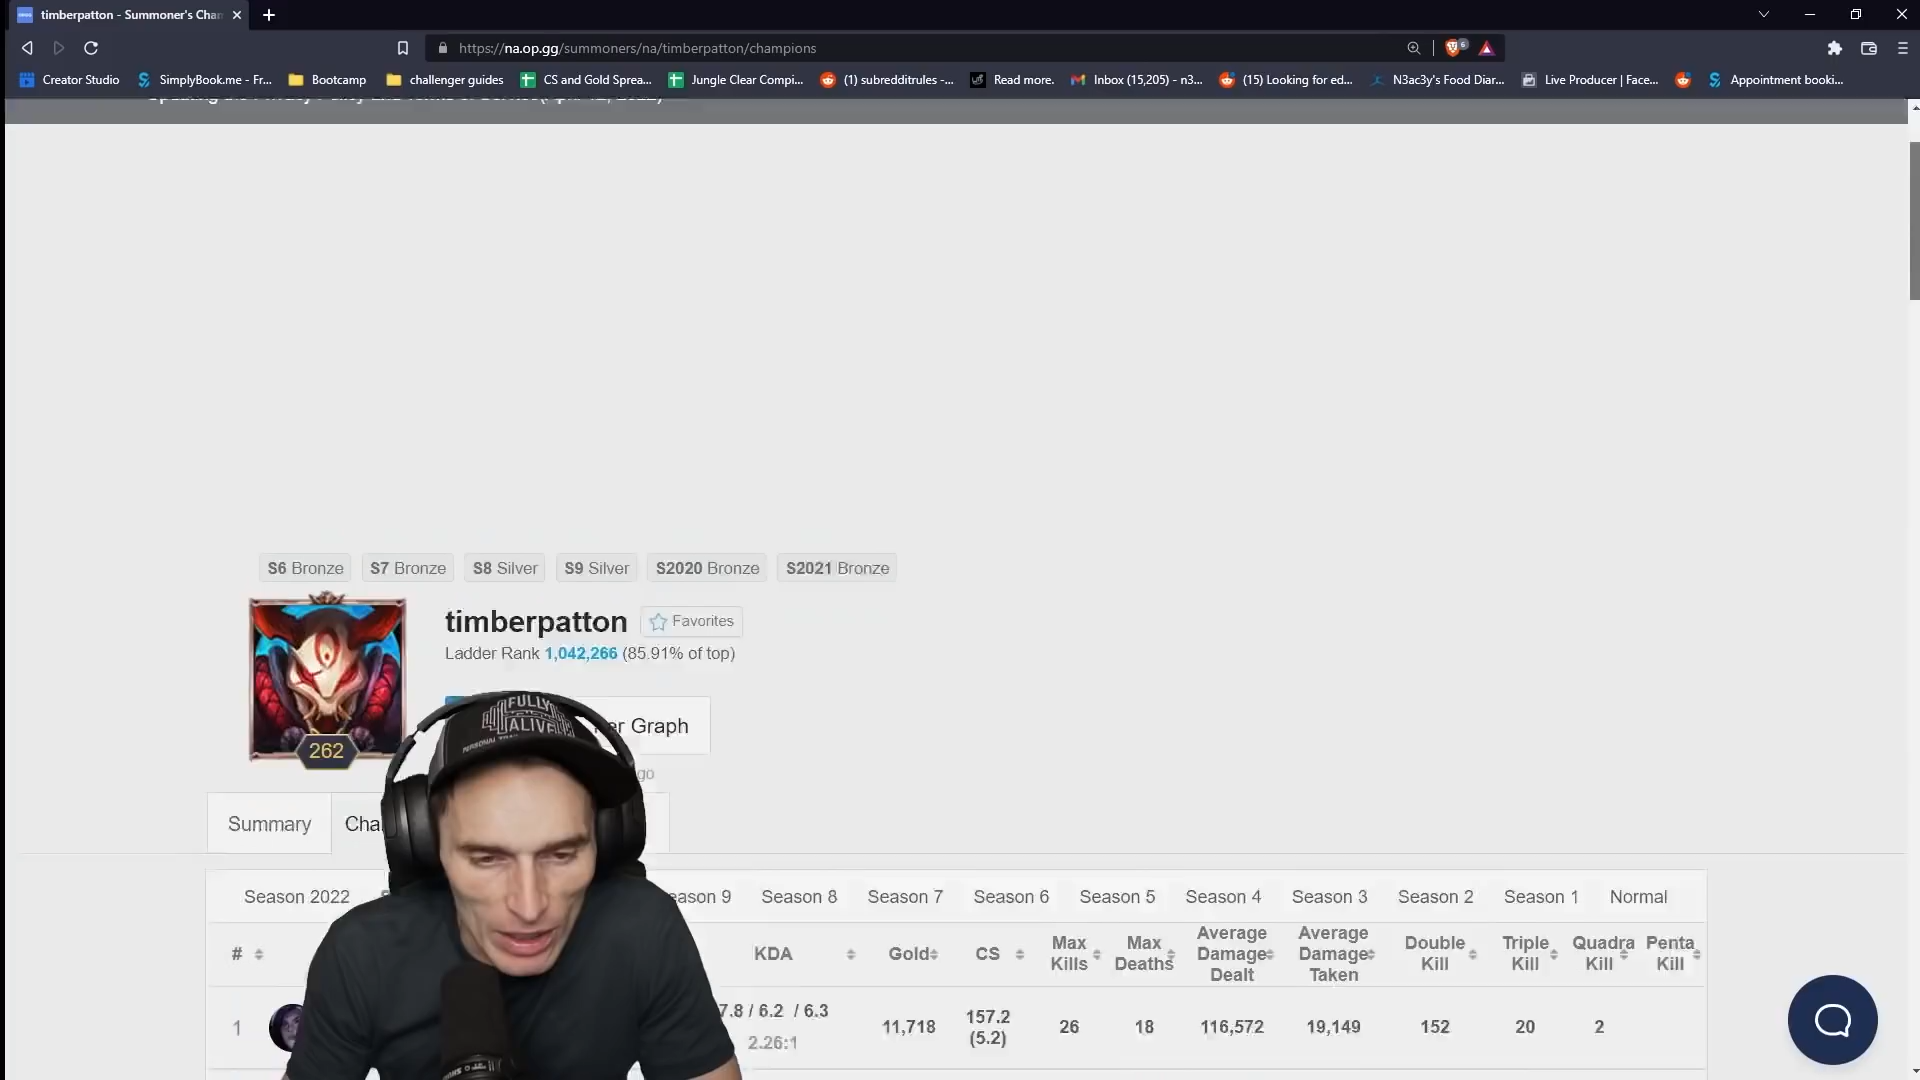 timberpatton - Summoner's Chan
https://na.op.gg/summoners/na/timberpatton/champions
6
Creator Studio SimplyBook.me - Fr... Bootcamp challenger guides CS and Gold Sprea... Jungle Clear Compi... (1) subredditrules -... Read more. Inbox (15,205) - n3... (15) Looking for ed... N3ac3y's Food Diar... Live Producer | Face... Appointment booki...
S6 Bronze S7 Bronze S8 Silver S9 Silver S2020 Bronze S2021 Bronze
timberpatton Favorites
Ladder Rank 1,042,266 (85.91% of top)
262
er Graph
go
FULLY
ALIVE
Summary Cha
Season 2022 eason 9 Season 8 Season 7 Season 6 Season 5 Season 4 Season 3 Season 2 Season 1 Normal
# KDA Gold CS Max Kills Max Deaths Average Damage Dealt Average Damage Taken Double Kill Triple Kill Quadra Kill Penta Kill
1 7.8 / 6.2 / 6.3 11,718 157.2 (5.2) 26 18 116,572 19,149 152 20 2
2.26:1